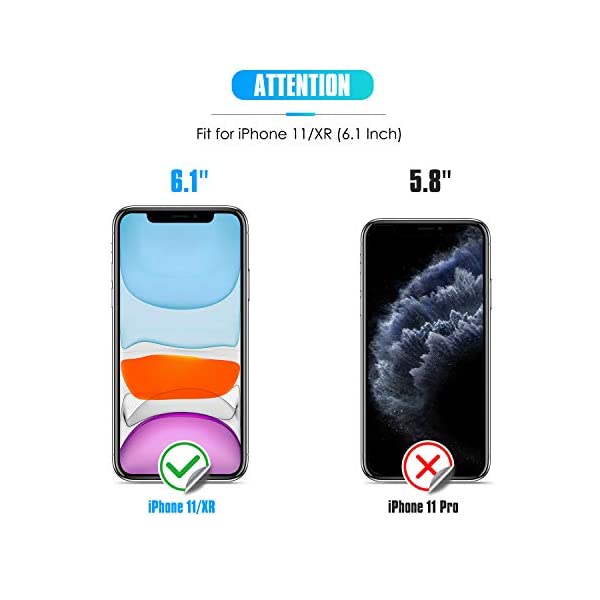 ATTENTION
Fit for iPhone 11/XR (6.1 Inch)
6.1"
5.8"
iPhone 11/XR
iPhone 11 Pro